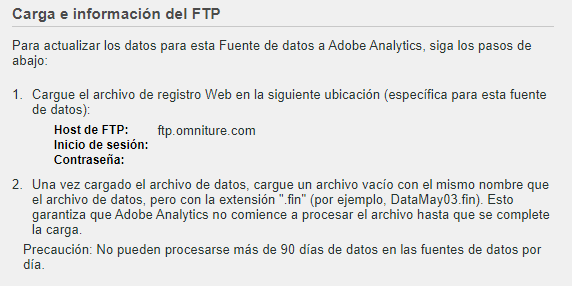 Carga e información del FTP
Para actualizar los datos para esta Fuente de datos a Adobe Analytics, siga los pasos de
abajo:
1. Cargue el archivo de registro Web en la siguiente ubicación (específica para esta fuente
de datos):
Host de FTP: ftp.omniture.com
Inicio de sesión:
Contraseña:
2. Una vez cargado el archivo de datos, cargue un archivo vacío con el mismo nombre que
el archivo de datos, pero con la extensión ".fin" (por ejemplo, DataMay03.fin). Esto
garantiza que Adobe Analytics no comience a procesar el archivo hasta que se complete
la carga.
Precaución: No pueden procesarse más de 90 días de datos en las fuentes de datos por
día.